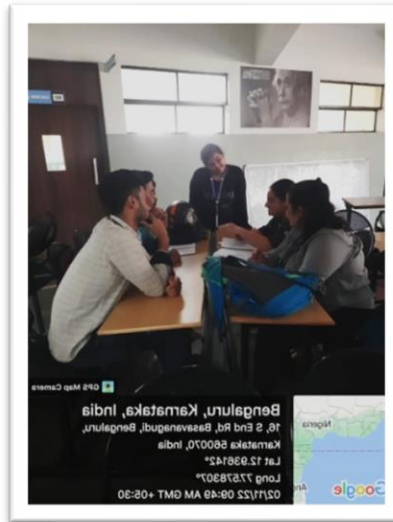 GPS Map Camera
Bengaluru, Karnataka, India
16, S End Rd, Basavanagudi, Bengaluru,
Karnataka 560070, India
Lat 12.936142°
Long 77.578307°
02/11/22 09:49 AM GMT +05:30
Nigeria
Google